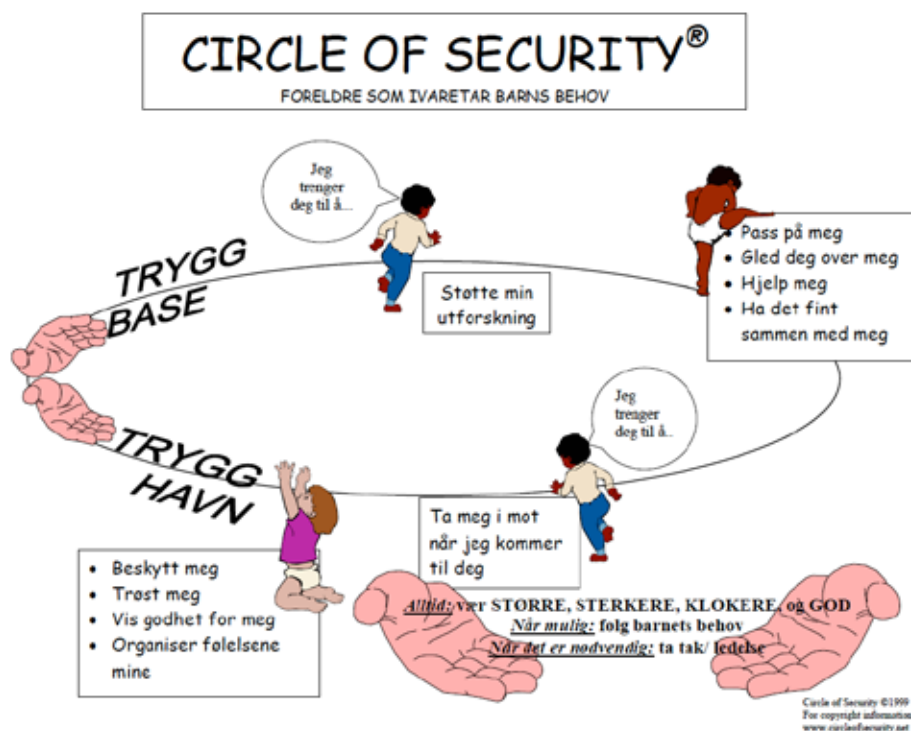 CIRCLE OF SECURITY®
FORELDRE SOM IVARETAR BARNS BEHOV
Jeg
trenger
deg til å...
TRYGG
BASE
Støtte min
utforskning
• Pass på meg
• Gled deg over meg
• Hjelp meg
• Ha det fint
sammen med meg
Jeg
trenger
deg til å...
TRYGG
HAVN
Ta meg i mot
når jeg kommer
til deg
• Beskytt meg
• Trøst meg
• Vis godhet for meg
• Organiser følelsene
mine
Alltid: vær STØRRE, STERKERE, KLOKERE, og GOD
Når mulig: følg barnets behov
Når det er nødvendig: ta tak/ ledelse
Circle of Security ©1999
For copyright information
www.circleofsecurity.net